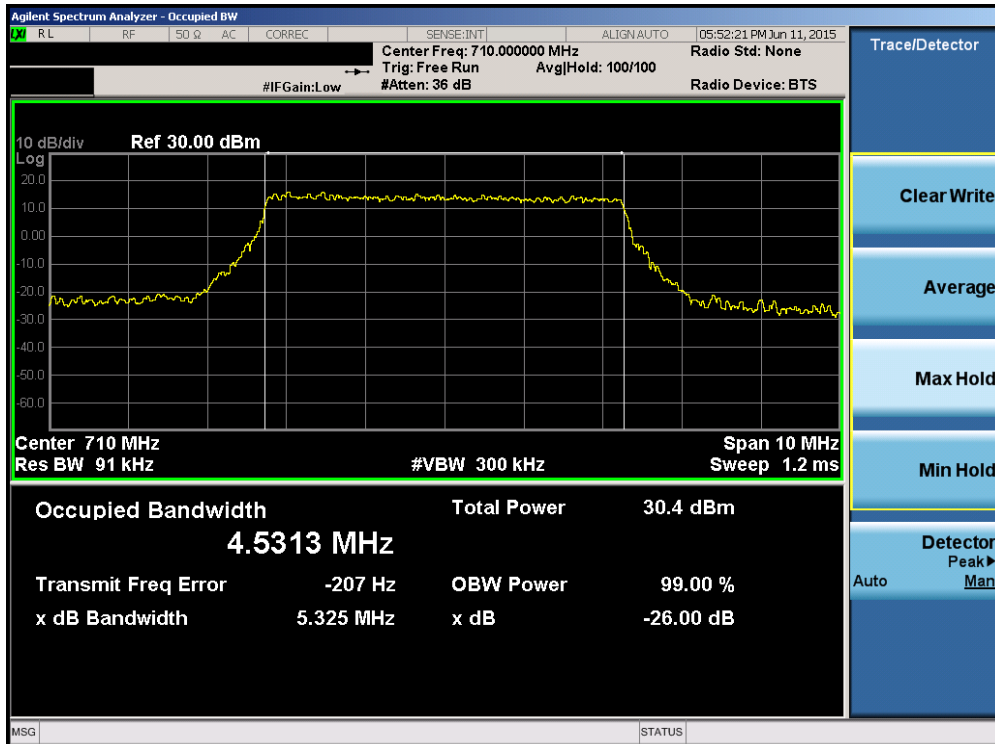 Agilent Spectrum Analyzer - Occupied BW
LXI RL RF 50 Ω AC CORREC SENSE:INT ALIGN AUTO 05:52:21 PM Jun 11, 2015
Center Freq: 710.000000 MHz Radio Std: None
Trig: Free Run Avg|Hold: 100/100
#IFGain:Low #Atten: 36 dB Radio Device: BTS
10 dB/div Ref 30.00 dBm
Log
20.0
10.0
0.00
-10.0
-20.0
-30.0
-40.0
-50.0
-60.0
Center 710 MHz Span 10 MHz
Res BW 91 kHz #VBW 300 kHz Sweep 1.2 ms
Occupied Bandwidth Total Power 30.4 dBm
4.5313 MHz
Transmit Freq Error -207 Hz OBW Power 99.00 %
x dB Bandwidth 5.325 MHz x dB -26.00 dB
MSG STATUS
Trace/Detector
Clear Write
Average
Max Hold
Min Hold
Detector
Peak▶
Auto Man